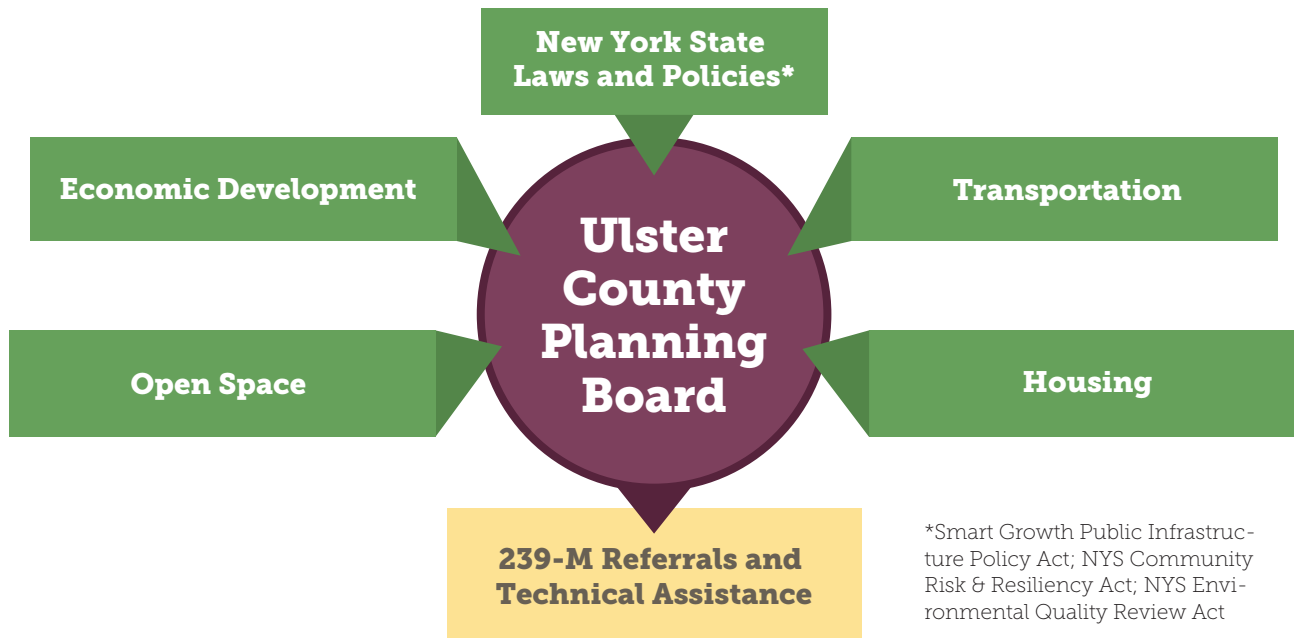 New York State
Laws and Policies*
Economic Development
Transportation
Ulster
County
Planning
Board
Open Space
Housing
239-M Referrals and
Technical Assistance
*Smart Growth Public Infrastruc-
ture Policy Act; NYS Community
Risk & Resiliency Act; NYS Envi-
ronmental Quality Review Act